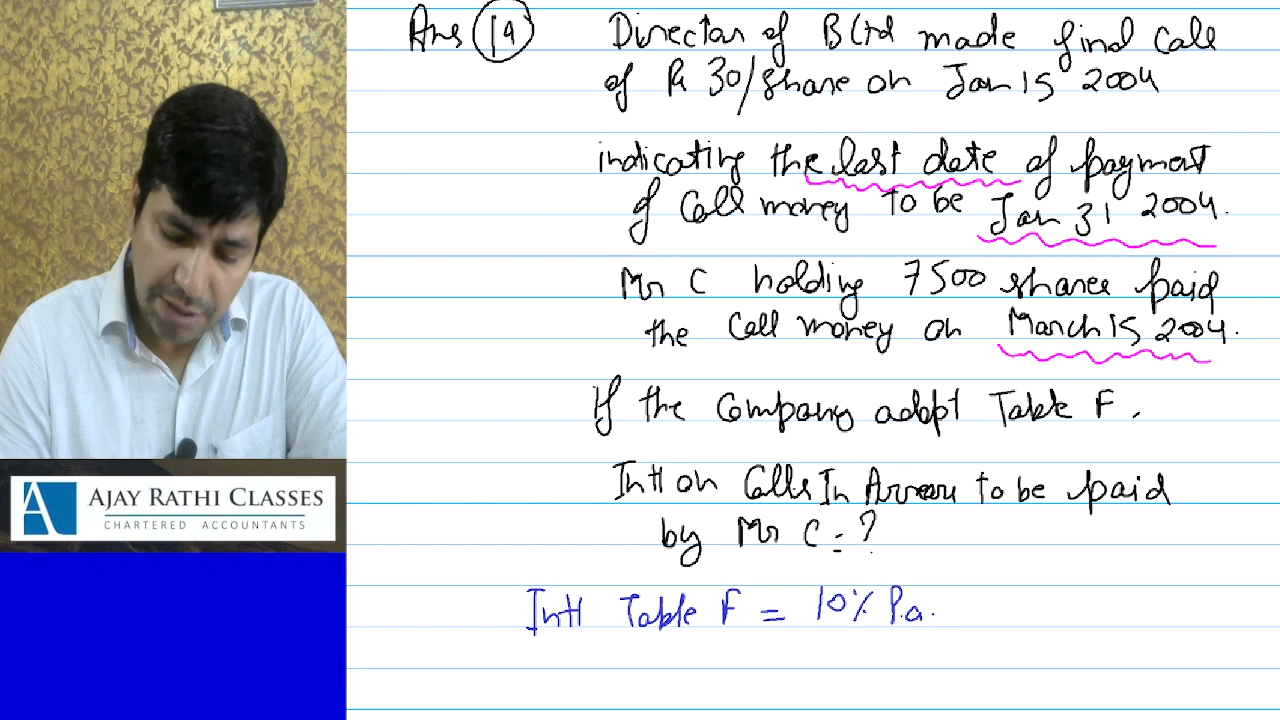 Ans 19 Director of B Ltd made final call
of Rs 30/share on Jan 15 2004
indicating the last date of payment
of Call money to be Jan 31 2004.
Mr C holding 7500 shares paid
the Call money on March 15 2004.
If the Company adopt Table F.
Intt on Calls In Arrear to be paid
by Mr C = ?
Intt Table F = 10% P.a.
AJAY RATHI CLASSES
CHARTERED ACCOUNTANTS